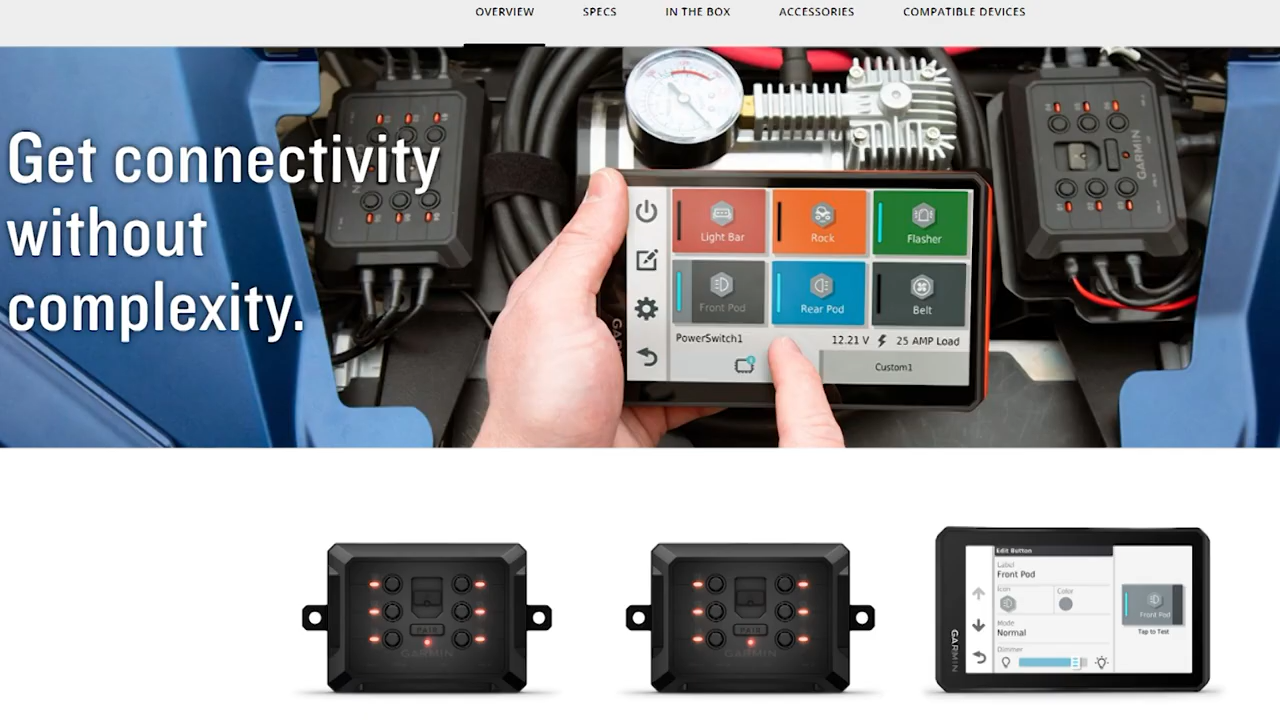 OVERVIEW
SPECS
IN THE BOX
ACCESSORIES
COMPATIBLE DEVICES
Get connectivity
without
complexity.
GARMIN
Light Bar
Rock
Flasher
Front Pod
Rear Pod
Belt
PowerSwitch1
12.21 V
25 AMP Load
Custom1
PAIR
GARMIN
PAIR
GARMIN
GARMIN
Edit Button
Label
Front Pod
Icon
Color
Mode
Normal
Dimmer
Front Pod
Tap to Test